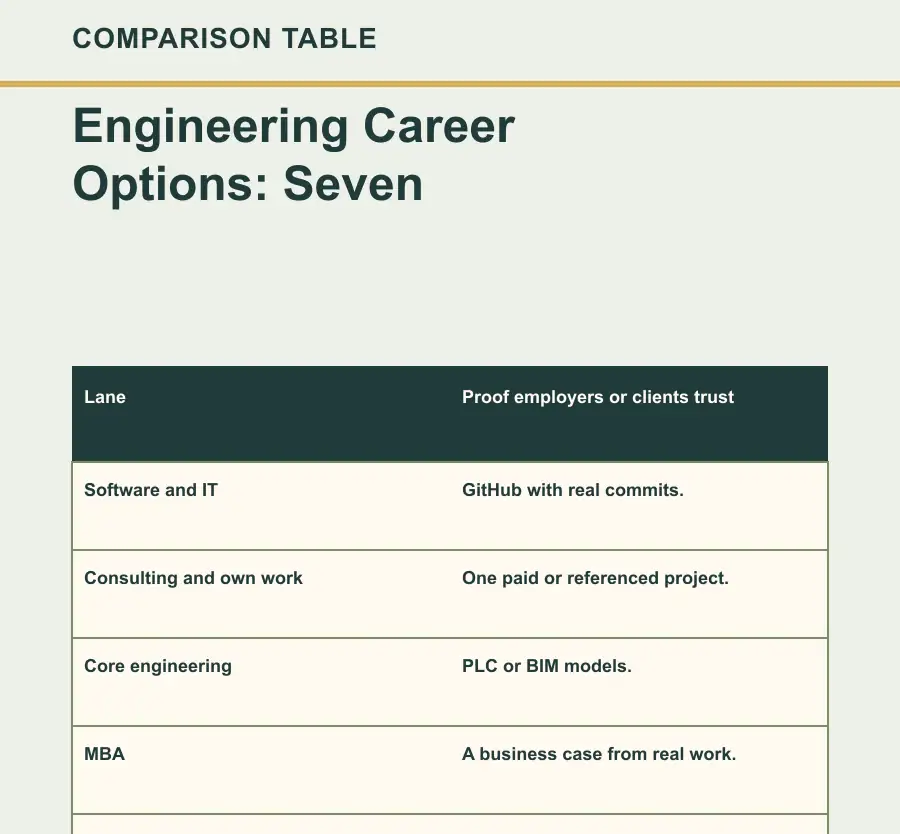 COMPARISON TABLE
Engineering Career
Options: Seven
Lane Proof employers or clients trust
Software and IT GitHub with real commits.
Consulting and own work One paid or referenced project.
Core engineering PLC or BIM models.
MBA A business case from real work.